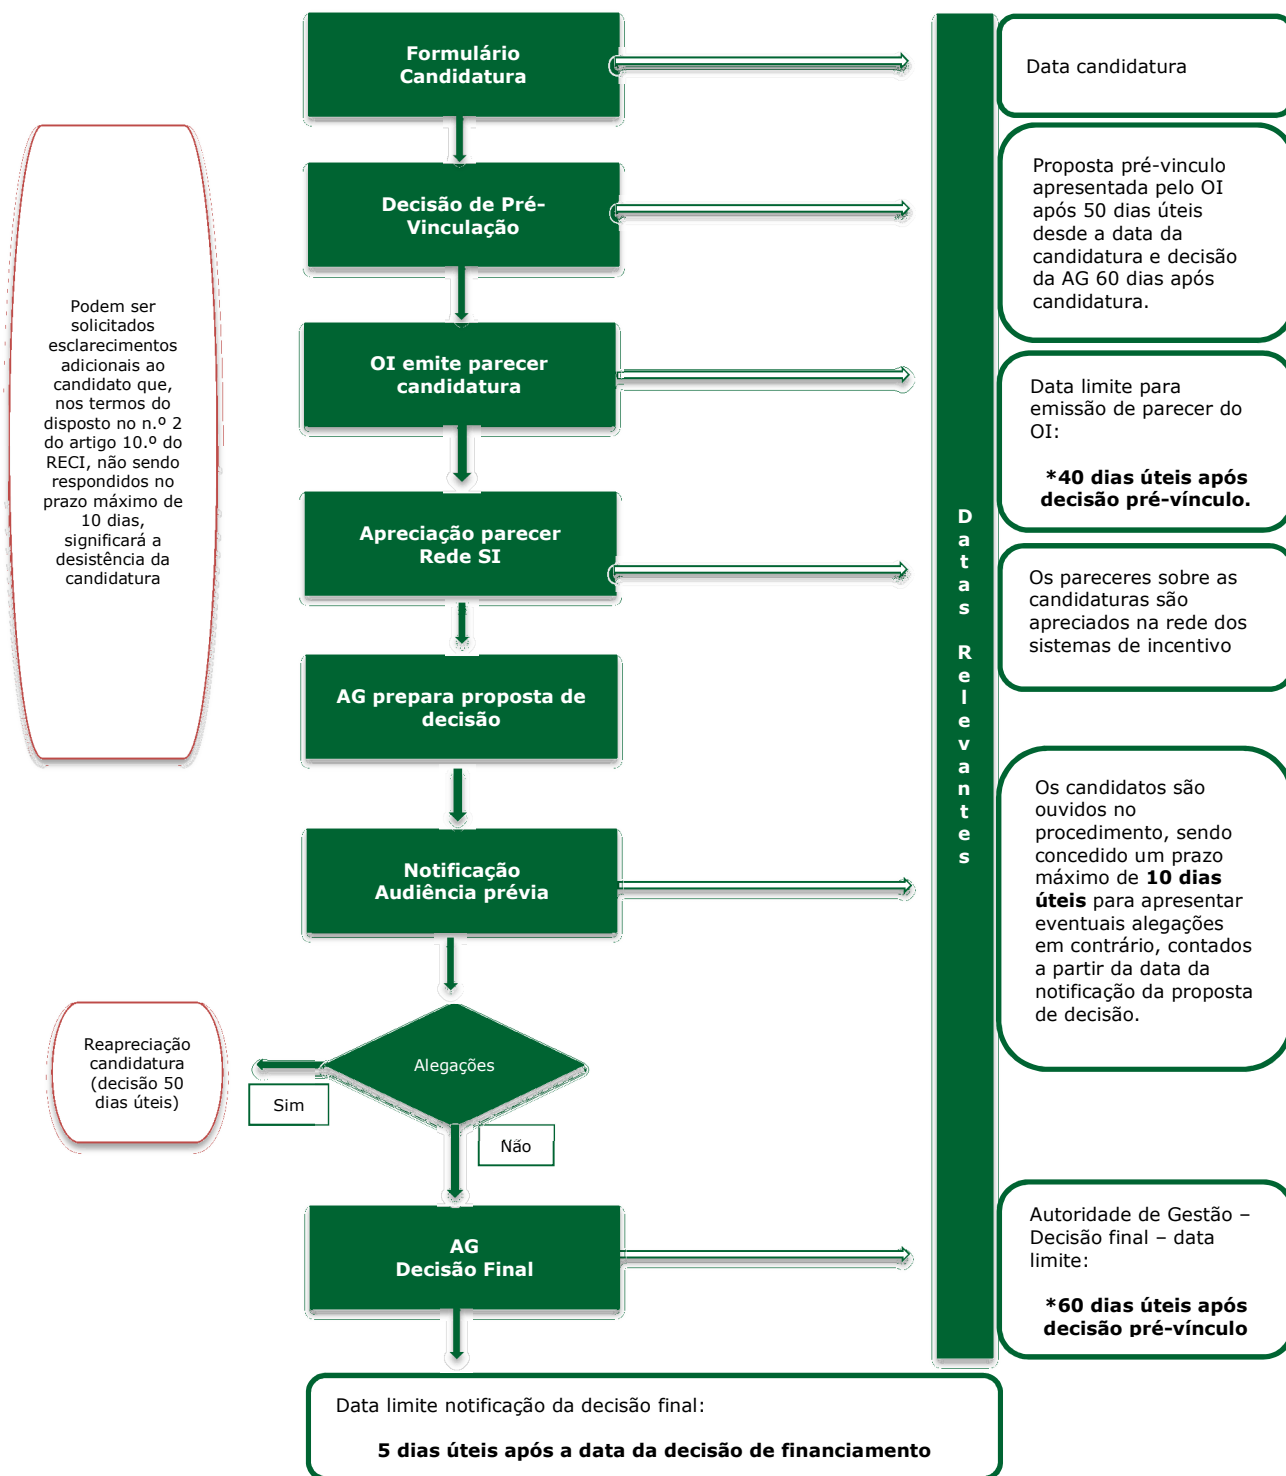 Formulário
Candidatura
Data candidatura
Decisão de Pré-
Vinculação
Proposta pré-vinculo
apresentada pelo OI
após 50 dias úteis
desde a data da
candidatura e decisão
da AG 60 dias após
candidatura.
Podem ser
solicitados
esclarecimentos
adicionais ao
candidato que,
nos termos do
disposto no n.º 2
do artigo 10.º do
RECI, não sendo
respondidos no
prazo máximo de
10 dias,
significará a
desistência da
candidatura
OI emite parecer
candidatura
Data limite para
emissão de parecer do
OI:
*40 dias úteis após
decisão pré-vínculo.
Apreciação parecer
Rede SI
Os pareceres sobre as
candidaturas são
apreciados na rede dos
sistemas de incentivo
D
a
t
a
s
R
e
l
e
v
a
n
t
e
s
AG prepara proposta de
decisão
Notificação
Audiência prévia
Os candidatos são
ouvidos no
procedimento, sendo
concedido um prazo
máximo de 10 dias
úteis para apresentar
eventuais alegações
em contrário, contados
a partir da data da
notificação da proposta
de decisão.
Alegações
Reapreciação
candidatura
(decisão 50
dias úteis)
Sim
Não
AG
Decisão Final
Autoridade de Gestão –
Decisão final – data
limite:
*60 dias úteis após
decisão pré-vínculo
Data limite notificação da decisão final:
5 dias úteis após a data da decisão de financiamento